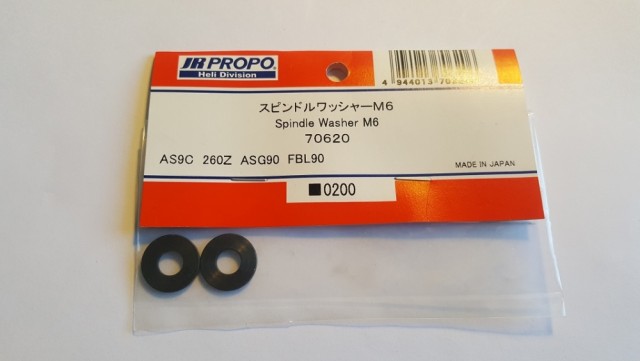 JR PROPO
Heli Division
スピンドルワッシャーM6
Spindle Washer M6
70620
AS9C 260Z ASG90 FBL90
MADE IN JAPAN
■0200